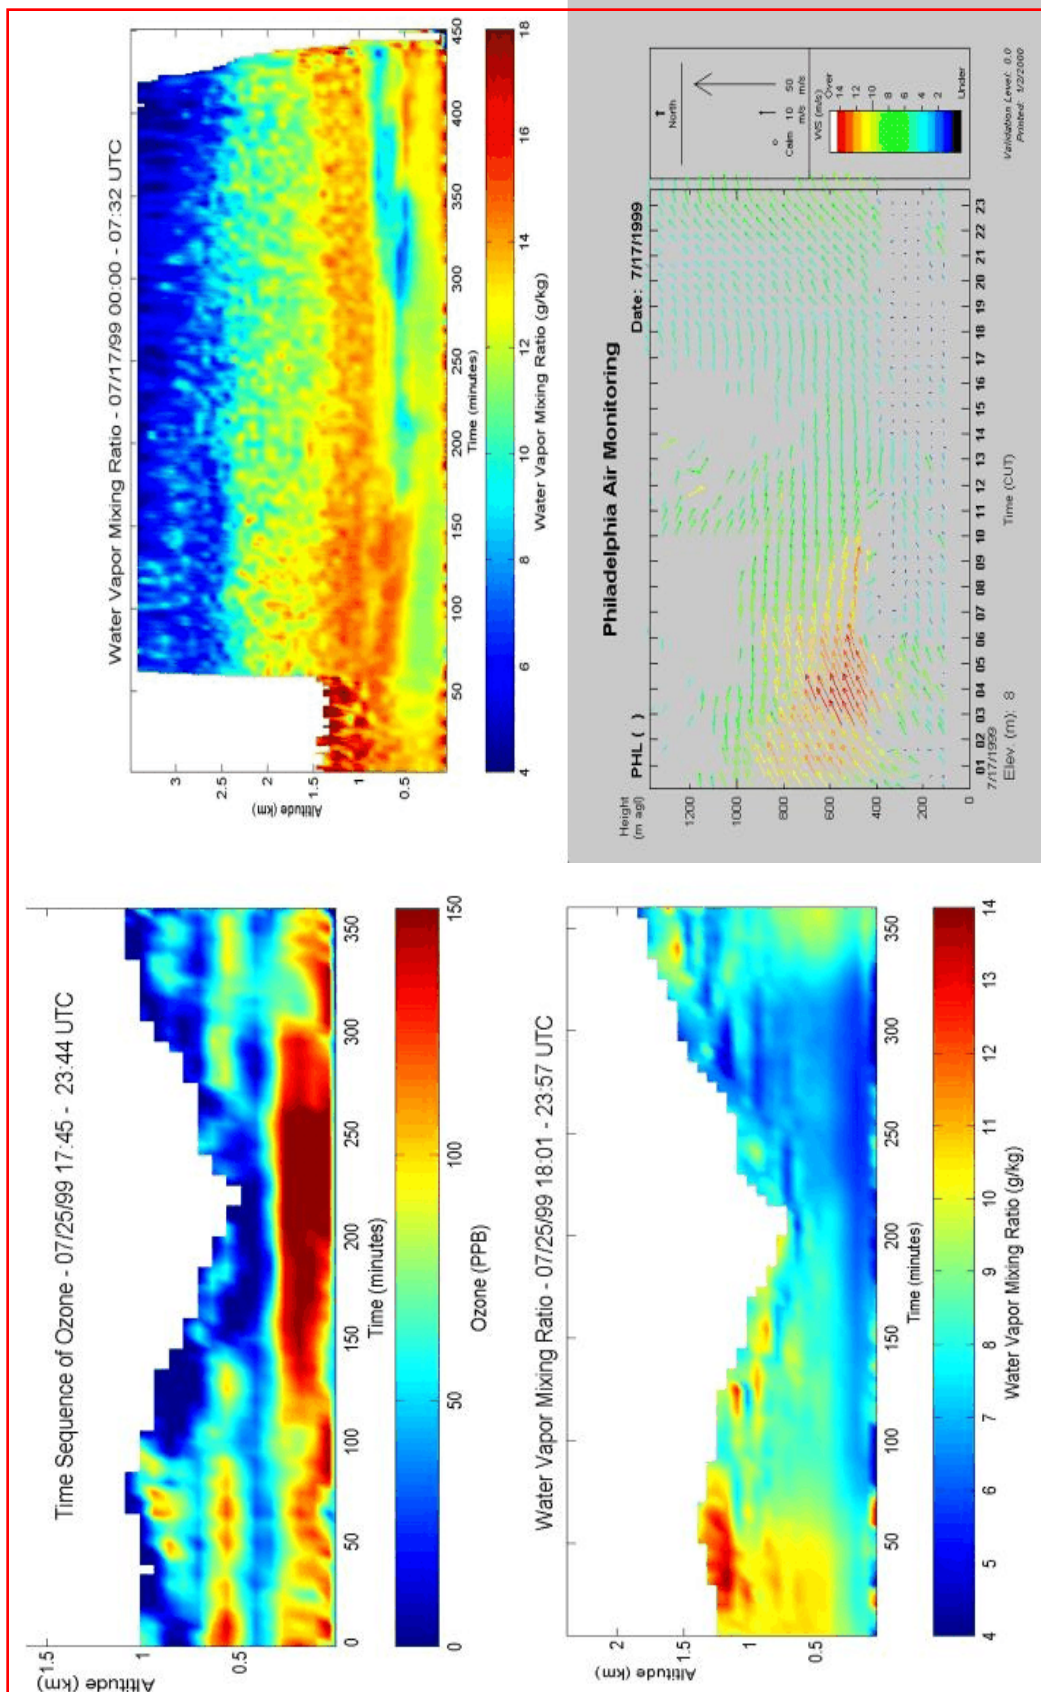 Time Sequence of Ozone - 07/25/99 17:45 - 23:44 UTC
Altitude (km)
1.5
1
0.5
0 50 100 150 200 250 300 350
Time (minutes)
0 50 100 150
Ozone (PPB)
Water Vapor Mixing Ratio - 07/17/99 00:00 - 07:32 UTC
Altitude (km)
3
2.5
2
1.5
1
0.5
50 100 150 200 250 300 350 400 450
Time (minutes)
4 6 8 10 12 14 16 18
Water Vapor Mixing Ratio (g/kg)
Water Vapor Mixing Ratio - 07/25/99 18:01 - 23:57 UTC
Altitude (km)
2
1.5
1
0.5
50 100 150 200 250 300 350
Time (minutes)
4 5 6 7 8 9 10 11 12 13 14
Water Vapor Mixing Ratio (g/kg)
Philadelphia Air Monitoring
PHL ( )
Date: 7/17/1999
Height
(m agl)
1200
1000
800
600
400
200
0
01 02 03 04 05 06 07 08 09 10 11 12 13 14 15 16 17 18 19 20 21 22 23
7/17/1999
Elev. (m): 8
Time (CUT)
North
Calm 10 50
m/s m/s
WS (m/s)
Over
14
12
10
8
6
4
2
Under
Validation Level: 0.0
Printed: 1/2/2000